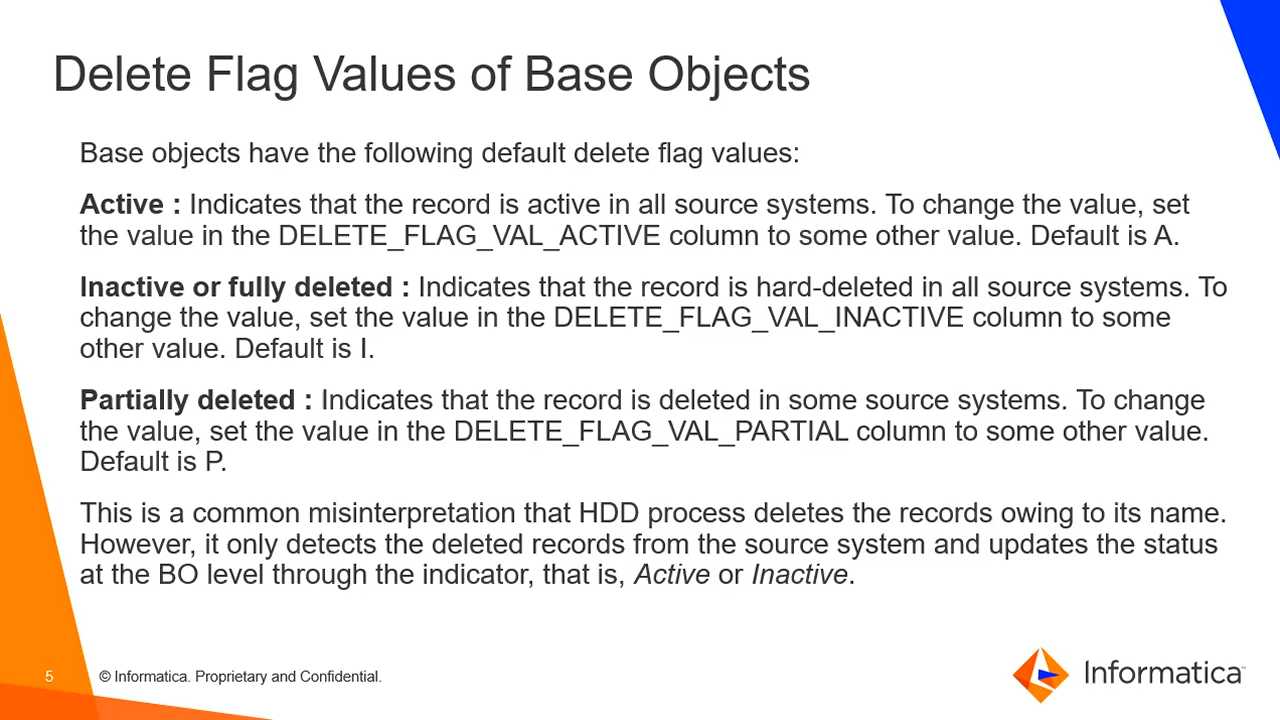 Delete Flag Values of Base Objects
Base objects have the following default delete flag values:
Active : Indicates that the record is active in all source systems. To change the value, set
the value in the DELETE_FLAG_VAL_ACTIVE column to some other value. Default is A.
Inactive or fully deleted : Indicates that the record is hard-deleted in all source systems. To
change the value, set the value in the DELETE_FLAG_VAL_INACTIVE column to some
other value. Default is I.
Partially deleted : Indicates that the record is deleted in some source systems. To change
the value, set the value in the DELETE_FLAG_VAL_PARTIAL column to some other value.
Default is P.
This is a common misinterpretation that HDD process deletes the records owing to its name.
However, it only detects the deleted records from the source system and updates the status
at the BO level through the indicator, that is, Active or Inactive.
5
© Informatica. Proprietary and Confidential.
Informatica™